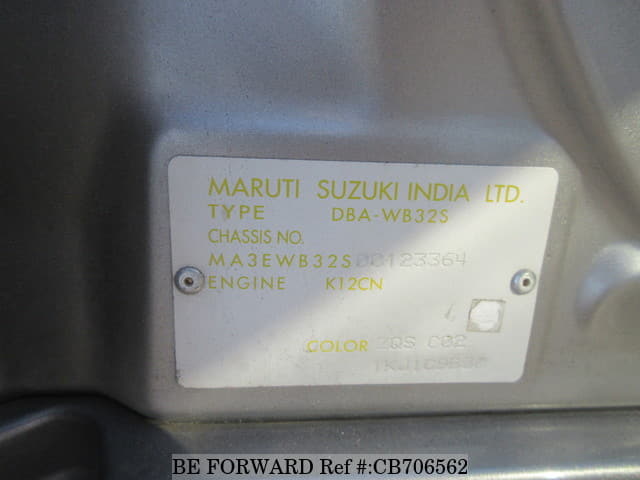 MARUTI SUZUKI INDIA LTD.
TYPE DBA-WB32S
CHASSIS NO.
MA3EWB32S00123364
ENGINE K12CN
COLOR ZQS C02
BE FORWARD Ref #:CB706562